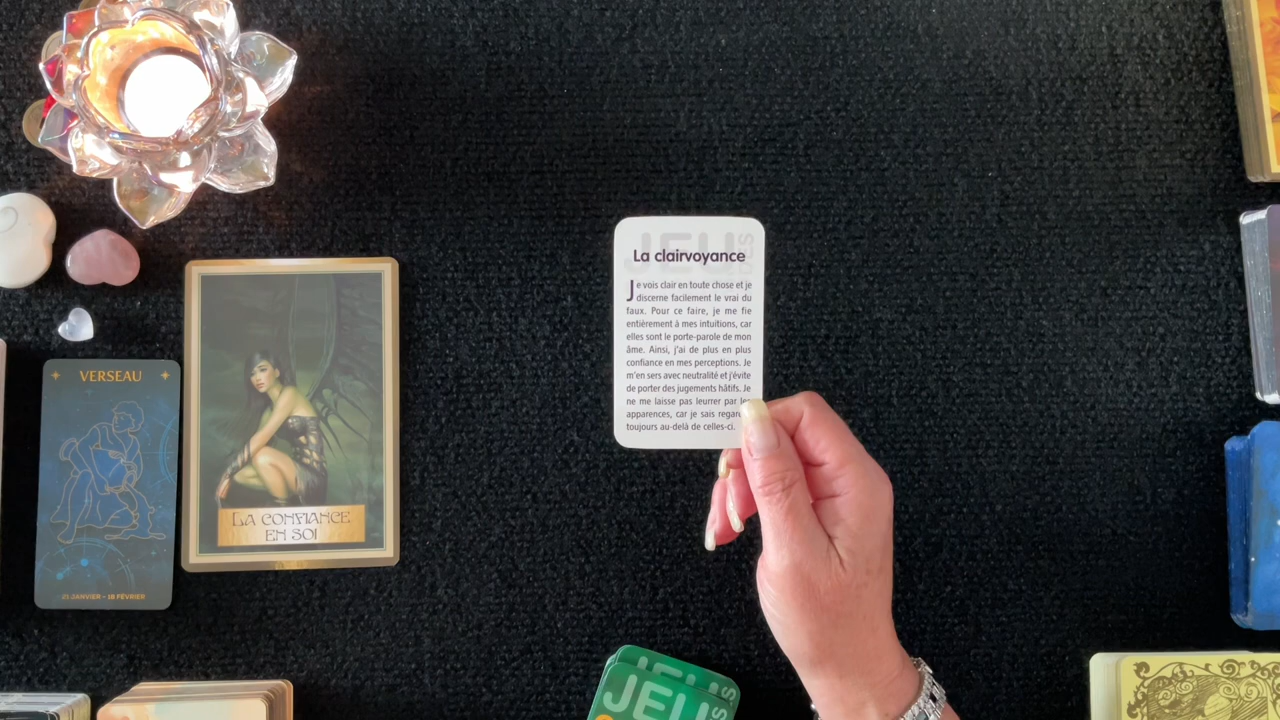 JEU
DES
La clairvoyance
Je vois clair en toute chose et je
discerne facilement le vrai du
faux. Pour ce faire, je me fie
entièrement à mes intuitions, car
elles sont le porte-parole de mon
âme. Ainsi, j'ai de plus en plus
confiance en mes perceptions. Je
m'en sers avec neutralité et j'évite
de porter des jugements hâtifs. Je
ne me laisse pas leurrer par les
apparences, car je sais
toujours au-delà de celles-ci.
VERSEAU
21 JANVIER - 18 FÉVRIER
LA CONFIANCE
EN SOI
JEU
JEU